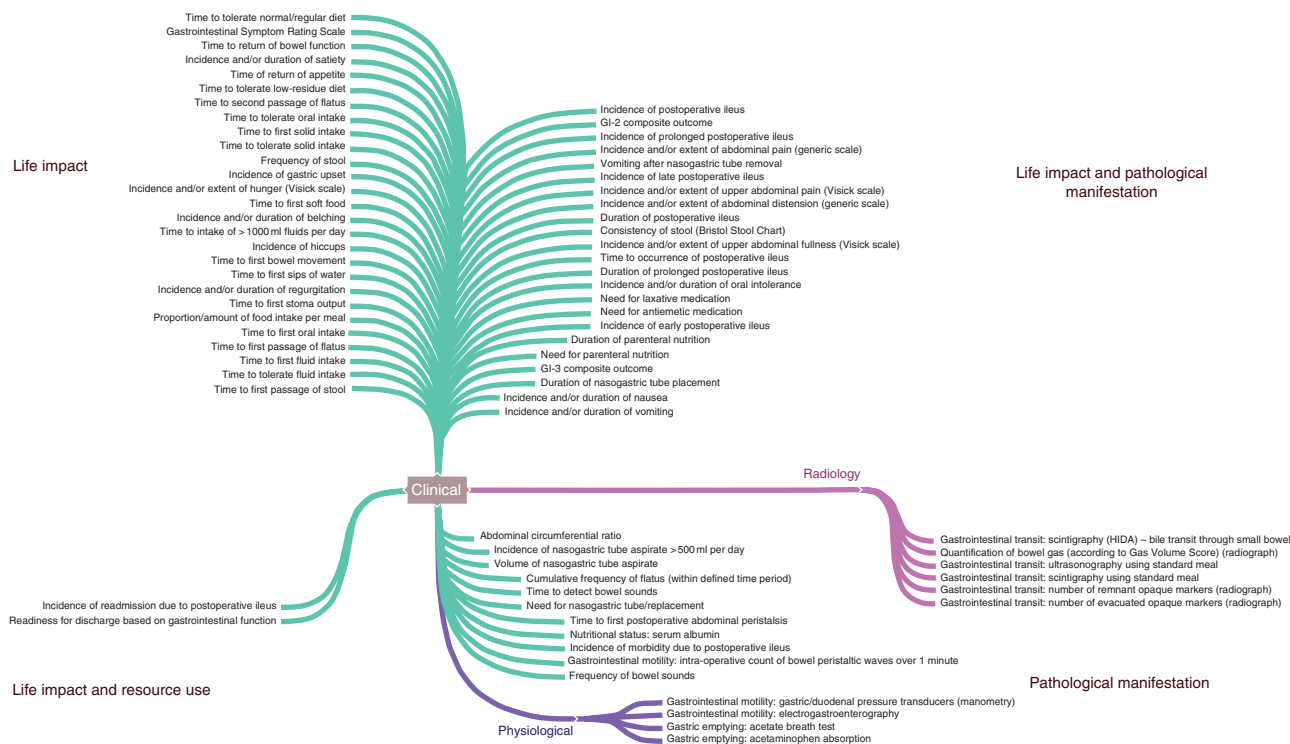 Time to tolerate normal/regular diet
Gastrointestinal Symptom Rating Scale
Time to return of bowel function
Incidence and/or duration of satiety
Time of return of appetite
Time to tolerate low-residue diet
Time to second passage of flatus
Time to tolerate oral intake
Time to first solid intake
Time to tolerate solid intake
Frequency of stool
Incidence of gastric upset
Incidence and/or extent of hunger (Visick scale)
Time to first soft food
Incidence and/or duration of belching
Time to intake of >1000 ml fluids per day
Incidence of hiccups
Time to first bowel movement
Time to first sips of water
Incidence and/or duration of regurgitation
Time to first stoma output
Proportion/amount of food intake per meal
Time to first oral intake
Time to first passage of flatus
Time to first fluid intake
Time to tolerate fluid intake
Time to first passage of stool
Life impact
Incidence of postoperative ileus
GI-2 composite outcome
Incidence of prolonged postoperative ileus
Incidence and/or extent of abdominal pain (generic scale)
Vomiting after nasogastric tube removal
Incidence of late postoperative ileus
Incidence and/or extent of upper abdominal pain (Visick scale)
Incidence and/or extent of abdominal distension (generic scale)
Duration of postoperative ileus
Consistency of stool (Bristol Stool Chart)
Incidence and/or extent of upper abdominal fullness (Visick scale)
Time to occurrence of postoperative ileus
Duration of prolonged postoperative ileus
Incidence and/or duration of oral intolerance
Need for laxative medication
Need for antiemetic medication
Incidence of early postoperative ileus
Duration of parenteral nutrition
Need for parenteral nutrition
GI-3 composite outcome
Duration of nasogastric tube placement
Incidence and/or duration of nausea
Incidence and/or duration of vomiting
Life impact and pathological
manifestation
Clinical
Radiology
Gastrointestinal transit: scintigraphy (HIDA) – bile transit through small bowel
Quantification of bowel gas (according to Gas Volume Score) (radiograph)
Gastrointestinal transit: ultrasonography using standard meal
Gastrointestinal transit: scintigraphy using standard meal
Gastrointestinal transit: number of remnant opaque markers (radiograph)
Gastrointestinal transit: number of evacuated opaque markers (radiograph)
Abdominal circumferential ratio
Incidence of nasogastric tube aspirate >500 ml per day
Volume of nasogastric tube aspirate
Cumulative frequency of flatus (within defined time period)
Time to detect bowel sounds
Need for nasogastric tube/replacement
Time to first postoperative abdominal peristalsis
Nutritional status: serum albumin
Incidence of morbidity due to postoperative ileus
Gastrointestinal motility: intra-operative count of bowel peristaltic waves over 1 minute
Frequency of bowel sounds
Incidence of readmission due to postoperative ileus
Readiness for discharge based on gastrointestinal function
Life impact and resource use
Pathological manifestation
Physiological
Gastrointestinal motility: gastric/duodenal pressure transducers (manometry)
Gastrointestinal motility: electrogastroenterography
Gastric emptying: acetate breath test
Gastric emptying: acetaminophen absorption